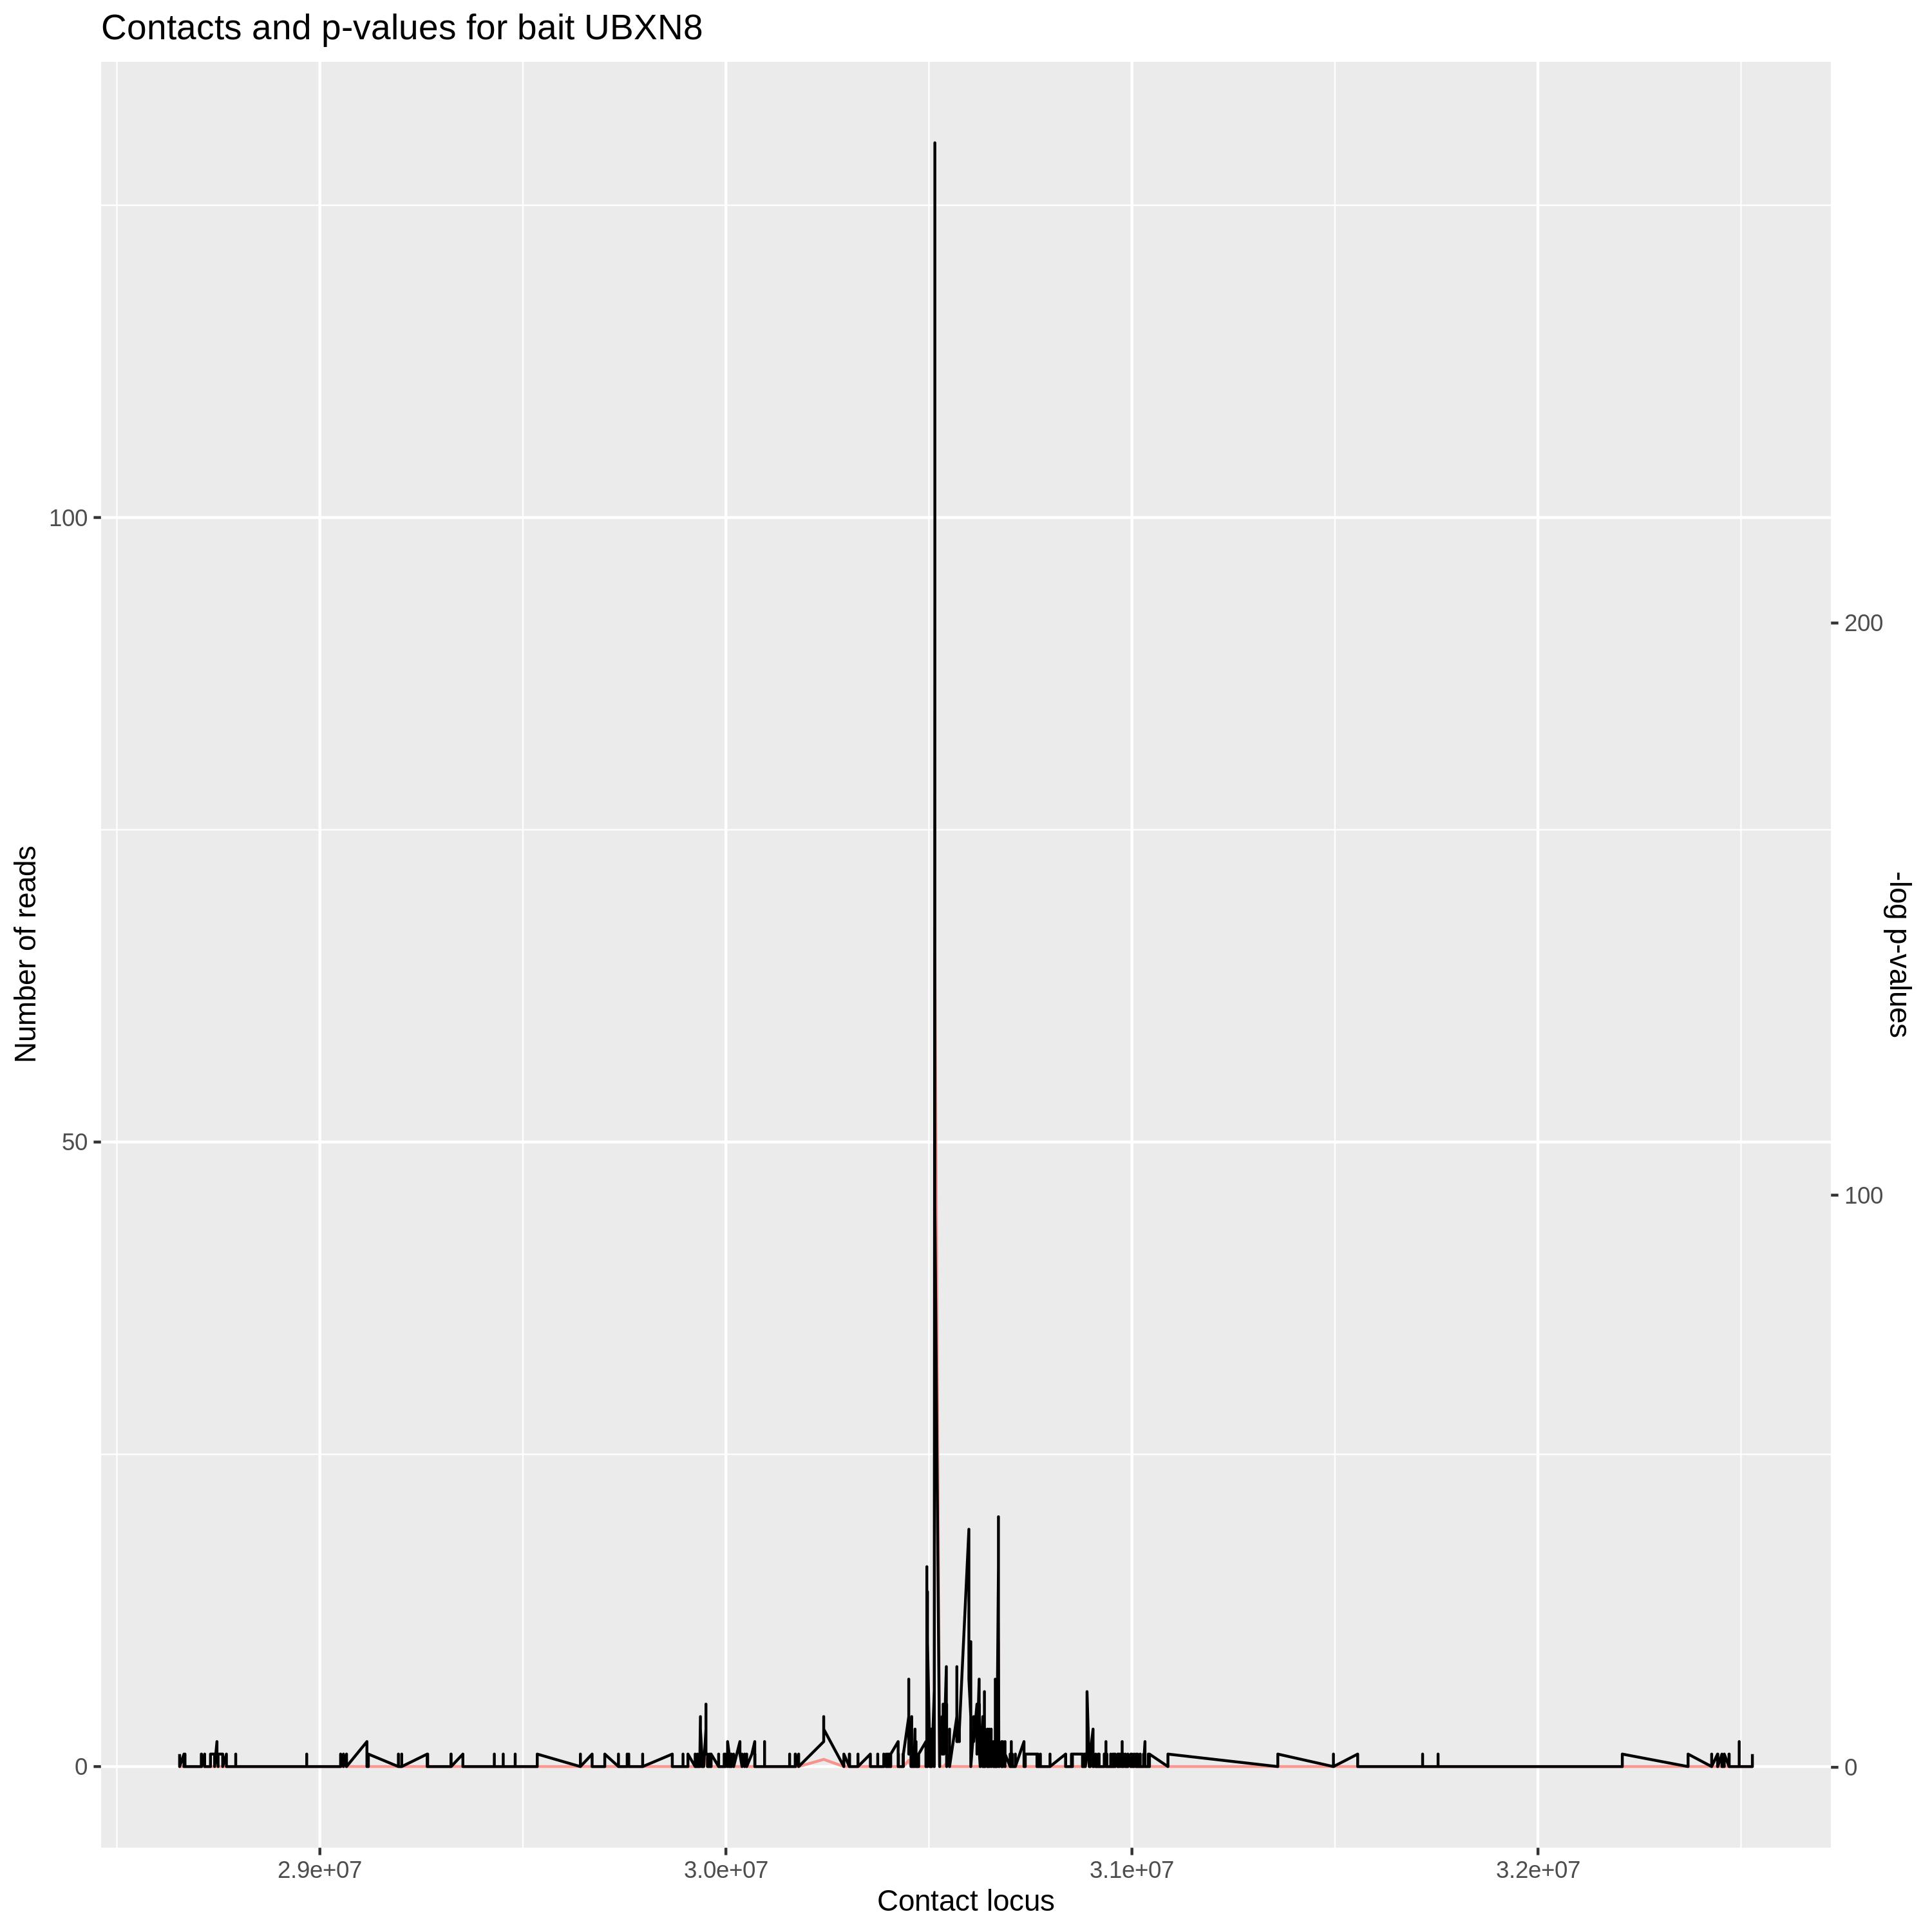 Contacts and p-values for bait UBXN8
Number of reads
100
50
0
-log p-values
200
100
0
2.9e+07
3.0e+07
3.1e+07
3.2e+07
Contact locus